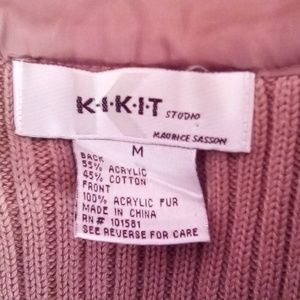 K·I·K·I·T STUDIO
MAURICE SASSON
M
BACK
55% ACRYLIC
45% COTTON
FRONT
100% ACRYLIC FUR
MADE IN CHINA
RN# 101581
SEE REVERSE FOR CARE